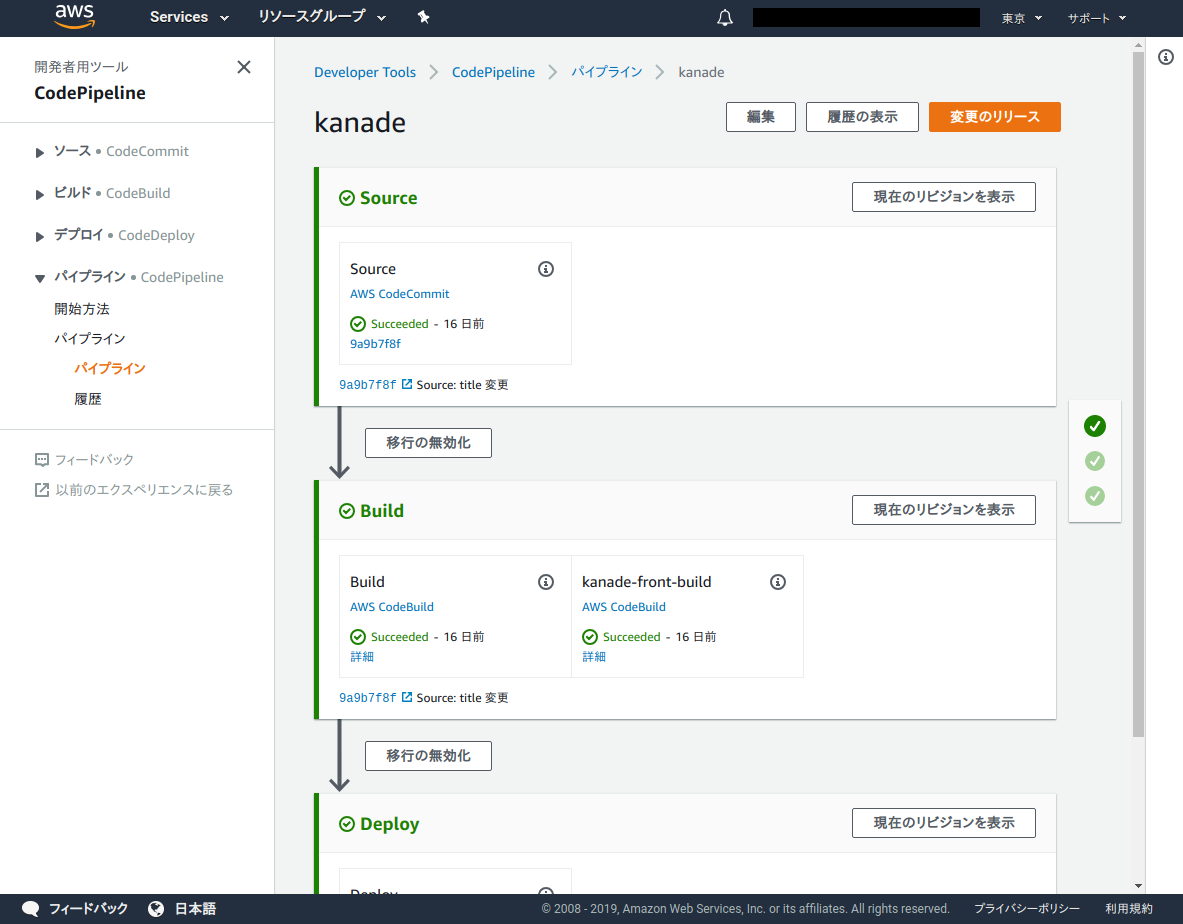 aws Services リソースグループ 東京 サポート
開発者用ツール
CodePipeline
ソース • CodeCommit
ビルド • CodeBuild
デプロイ • CodeDeploy
パイプライン • CodePipeline
開始方法
パイプライン
パイプライン
履歴
フィードバック
以前のエクスペリエンスに戻る
Developer Tools CodePipeline パイプライン kanade
kanade
編集 履歴の表示 変更のリリース
Source 現在のリビジョンを表示
Source
AWS CodeCommit
Succeeded - 16 日前
9a9b7f8f
9a9b7f8f Source: title 変更
移行の無効化
Build 現在のリビジョンを表示
Build kanade-front-build
AWS CodeBuild AWS CodeBuild
Succeeded - 16 日前 Succeeded - 16 日前
詳細 詳細
9a9b7f8f Source: title 変更
移行の無効化
Deploy 現在のリビジョンを表示
Deploy
フィードバック 日本語 © 2008 - 2019, Amazon Web Services, Inc. or its affiliates. All rights reserved. プライバシーポリシー 利用規約